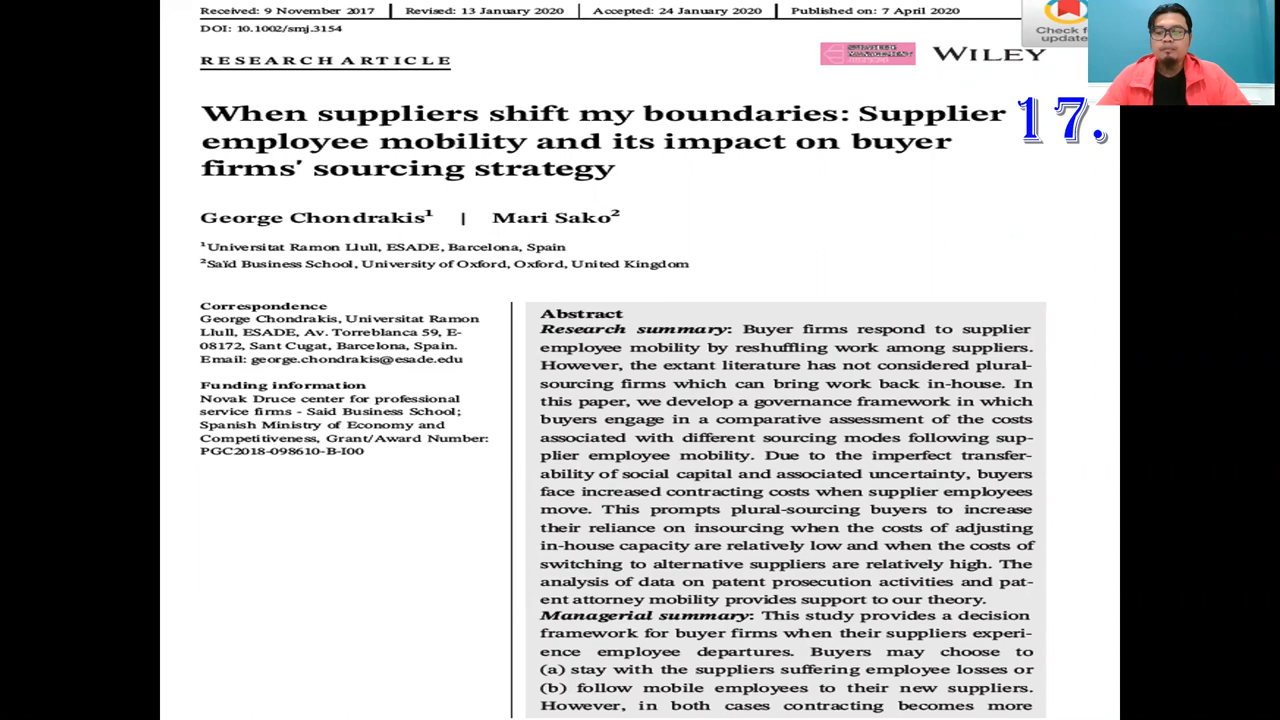 Received: 9 November 2017 | Revised: 13 January 2020 | Accepted: 24 January 2020 | Published on: 7 April 2020
DOI: 10.1002/smj.3154
RESEARCH ARTICLE
STRATEGIC MANAGEMENT
WILEY
Check f
update
When suppliers shift my boundaries: Supplier
employee mobility and its impact on buyer
firms' sourcing strategy
17.
George Chondrakis1 | Mari Sako2
1Universitat Ramon Llull, ESADE, Barcelona, Spain
2Saïd Business School, University of Oxford, Oxford, United Kingdom
Correspondence
George Chondrakis, Universitat Ramon
Llull, ESADE, Av. Torreblanca 59, E-
08172, Sant Cugat, Barcelona, Spain.
Email: george.chondrakis@esade.edu
Funding information
Novak Druce center for professional
service firms - Said Business School;
Spanish Ministry of Economy and
Competitiveness, Grant/Award Number:
PGC2018-098610-B-I00
Abstract
Research summary: Buyer firms respond to supplier
employee mobility by reshuffling work among suppliers.
However, the extant literature has not considered plural-
sourcing firms which can bring work back in-house. In
this paper, we develop a governance framework in which
buyers engage in a comparative assessment of the costs
associated with different sourcing modes following sup-
plier employee mobility. Due to the imperfect transfer-
ability of social capital and associated uncertainty, buyers
face increased contracting costs when supplier employees
move. This prompts plural-sourcing buyers to increase
their reliance on insourcing when the costs of adjusting
in-house capacity are relatively low and when the costs of
switching to alternative suppliers are relatively high. The
analysis of data on patent prosecution activities and pat-
ent attorney mobility provides support to our theory.
Managerial summary: This study provides a decision
framework for buyer firms when their suppliers experi-
ence employee departures. Buyers may choose to
(a) stay with the suppliers suffering employee losses or
(b) follow mobile employees to their new suppliers.
However, in both cases contracting becomes more